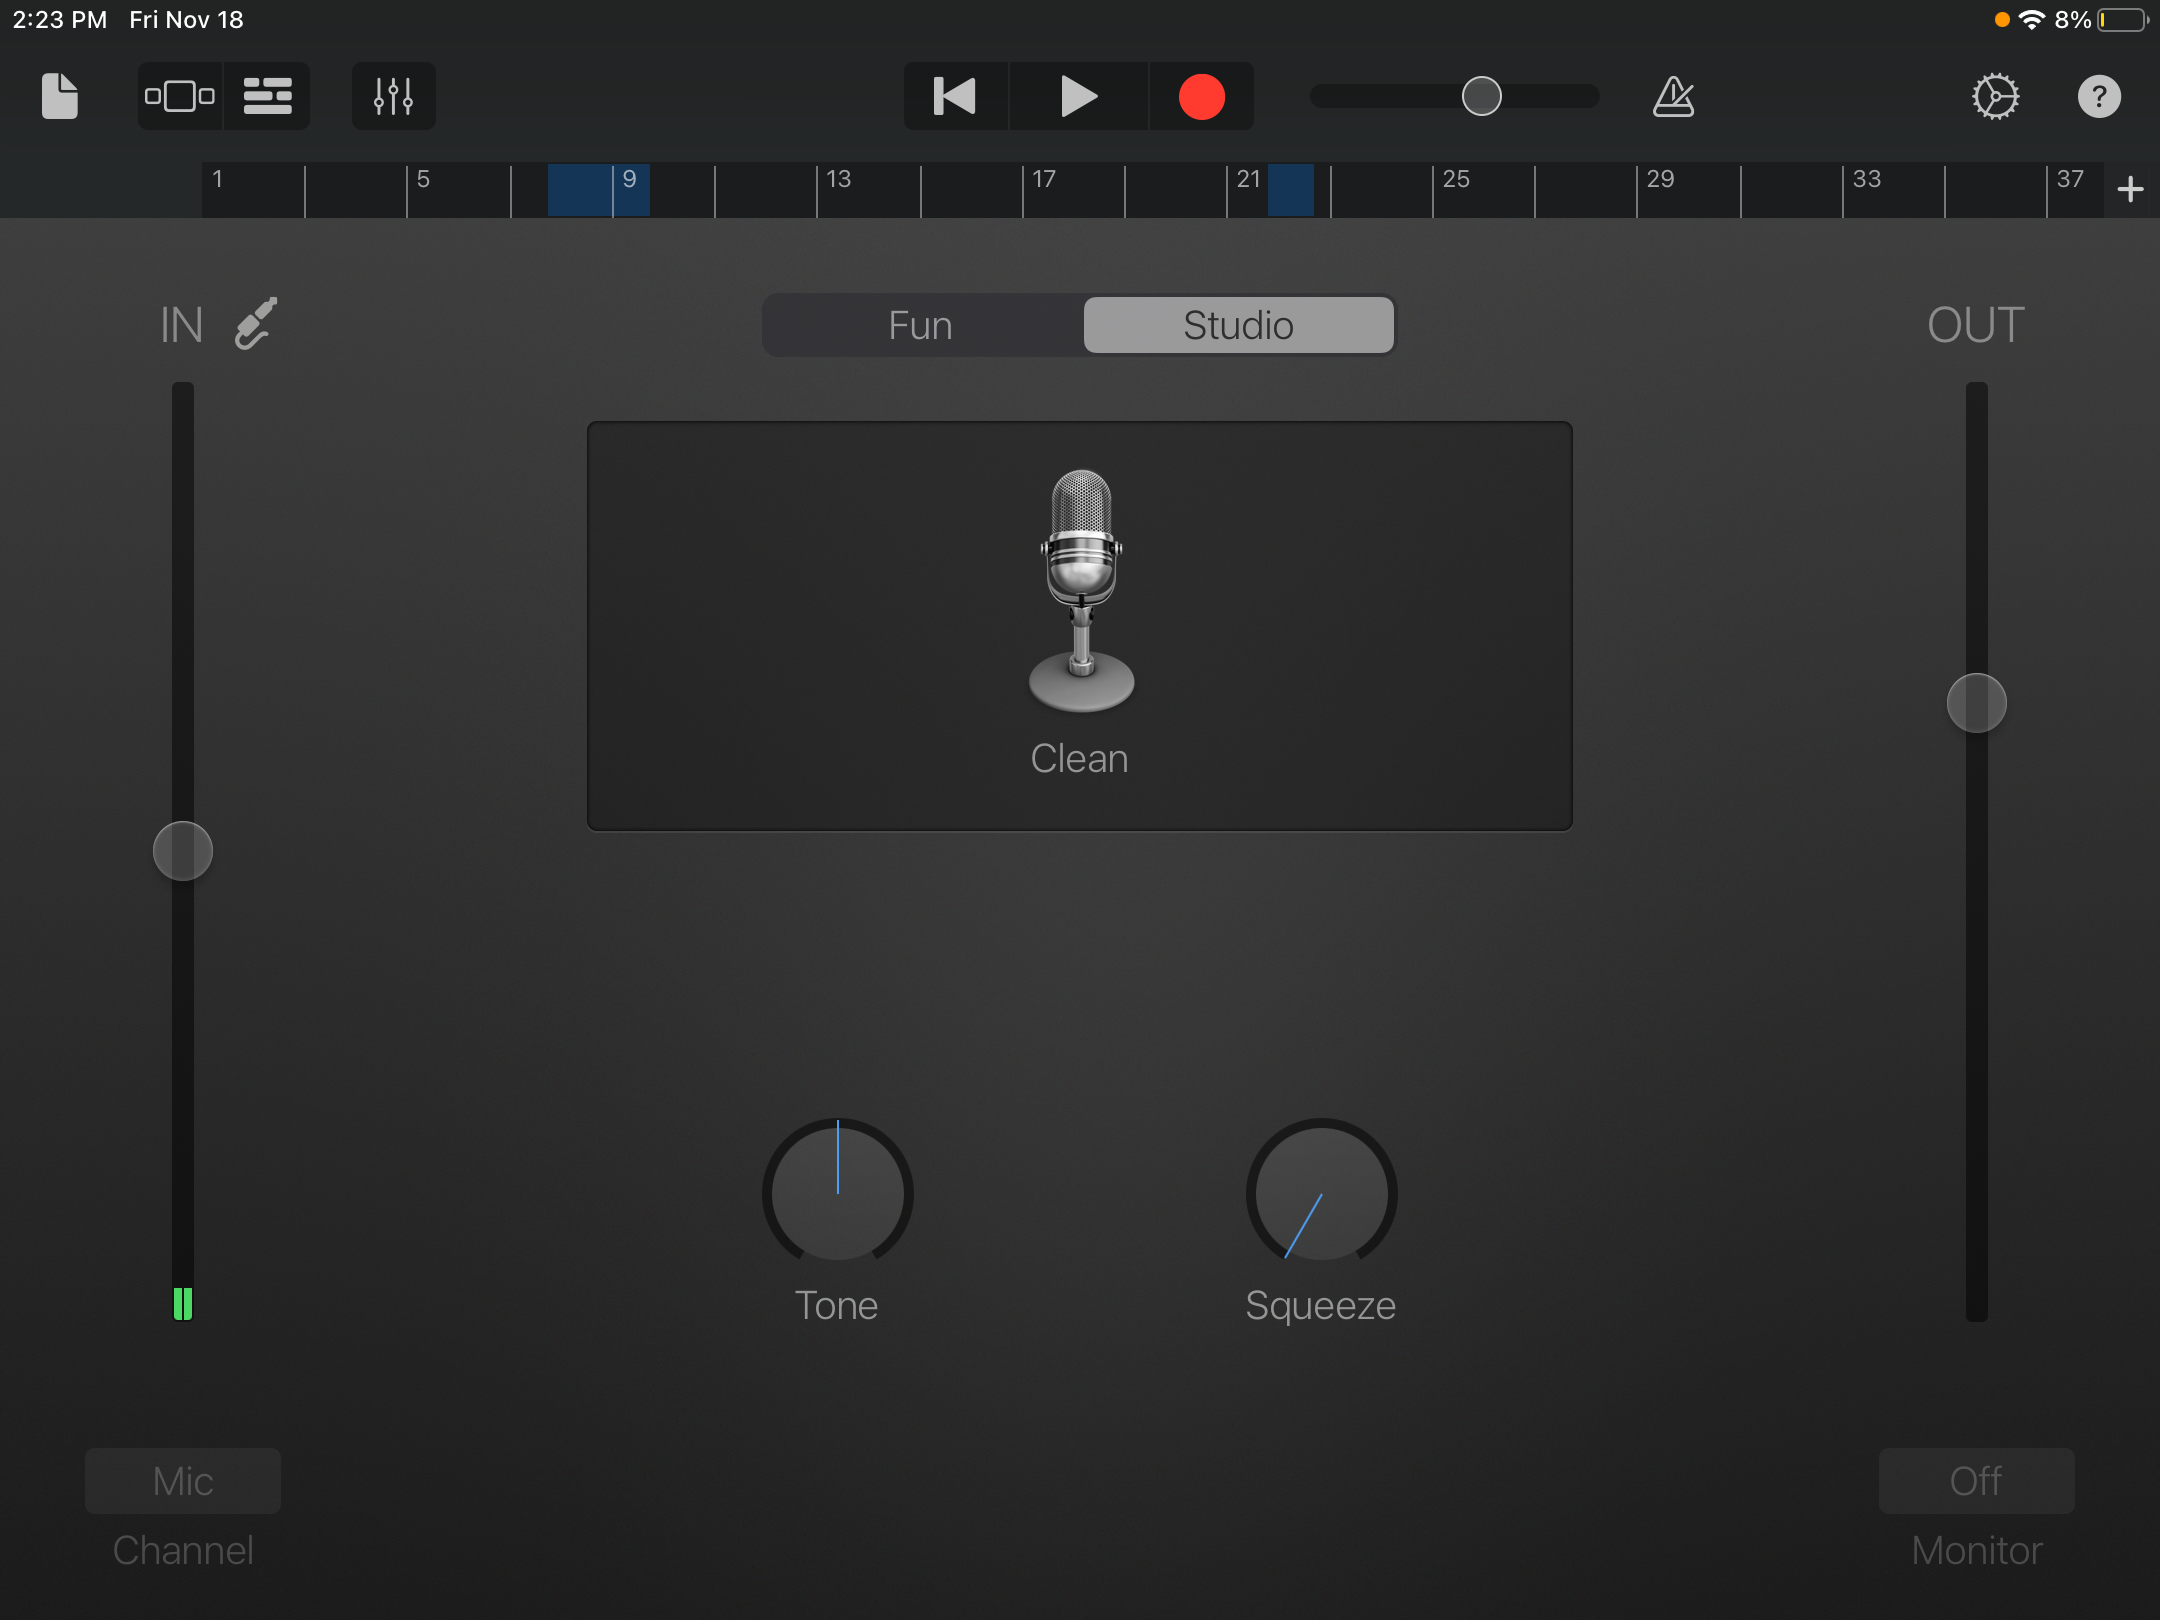 2:23 PM Fri Nov 18 8%
?
1 5 9 13 17 21 25 29 33 37
IN Fun Studio OUT
Clean
Tone Squeeze
Mic Off
Channel Monitor